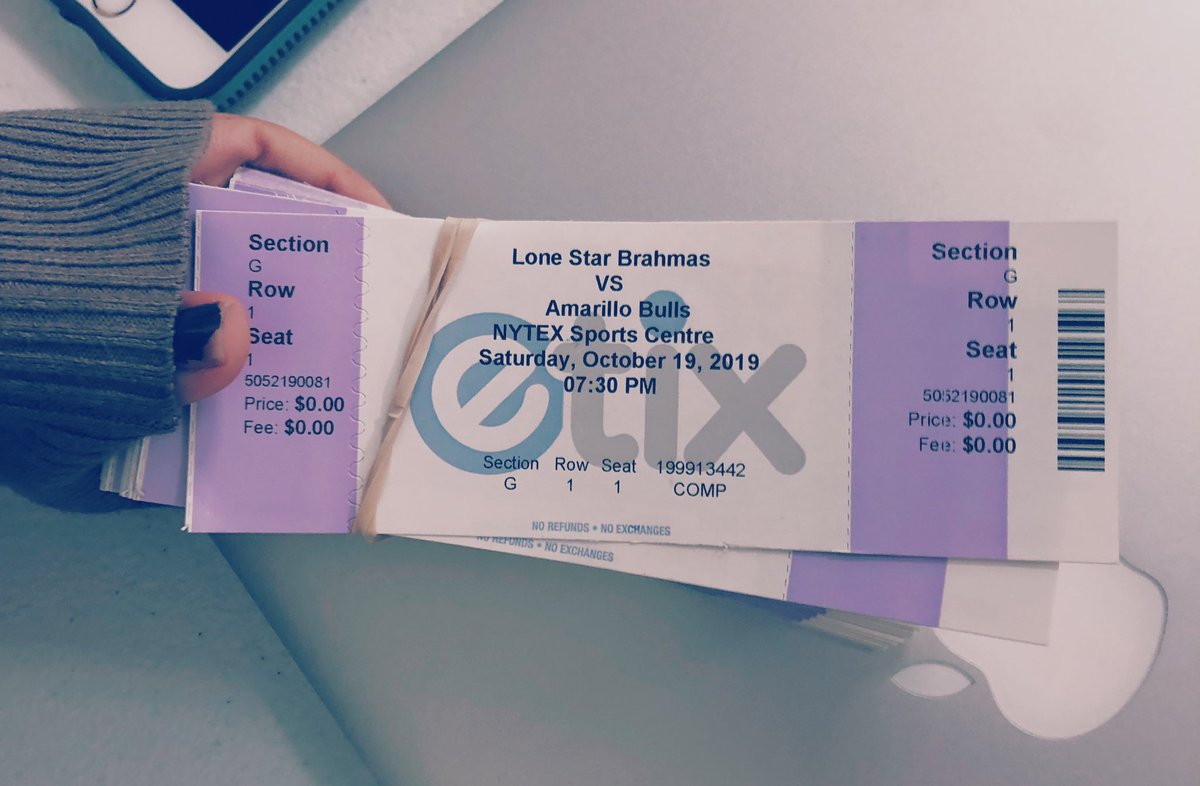 Section
G
Row
1
Seat
1
5052190081
Price: $0.00
Fee: $0.00
Lone Star Brahmas
VS
Amarillo Bulls
NYTEX Sports Centre
Saturday, October 19, 2019
07:30 PM
etix
Section Row Seat 199913442
G 1 1 COMP
NO REFUNDS • NO EXCHANGES
NO REFUNDS • NO EXCHANGES
Section
G
Row
1
Seat
1
5052190081
Price: $0.00
Fee: $0.00